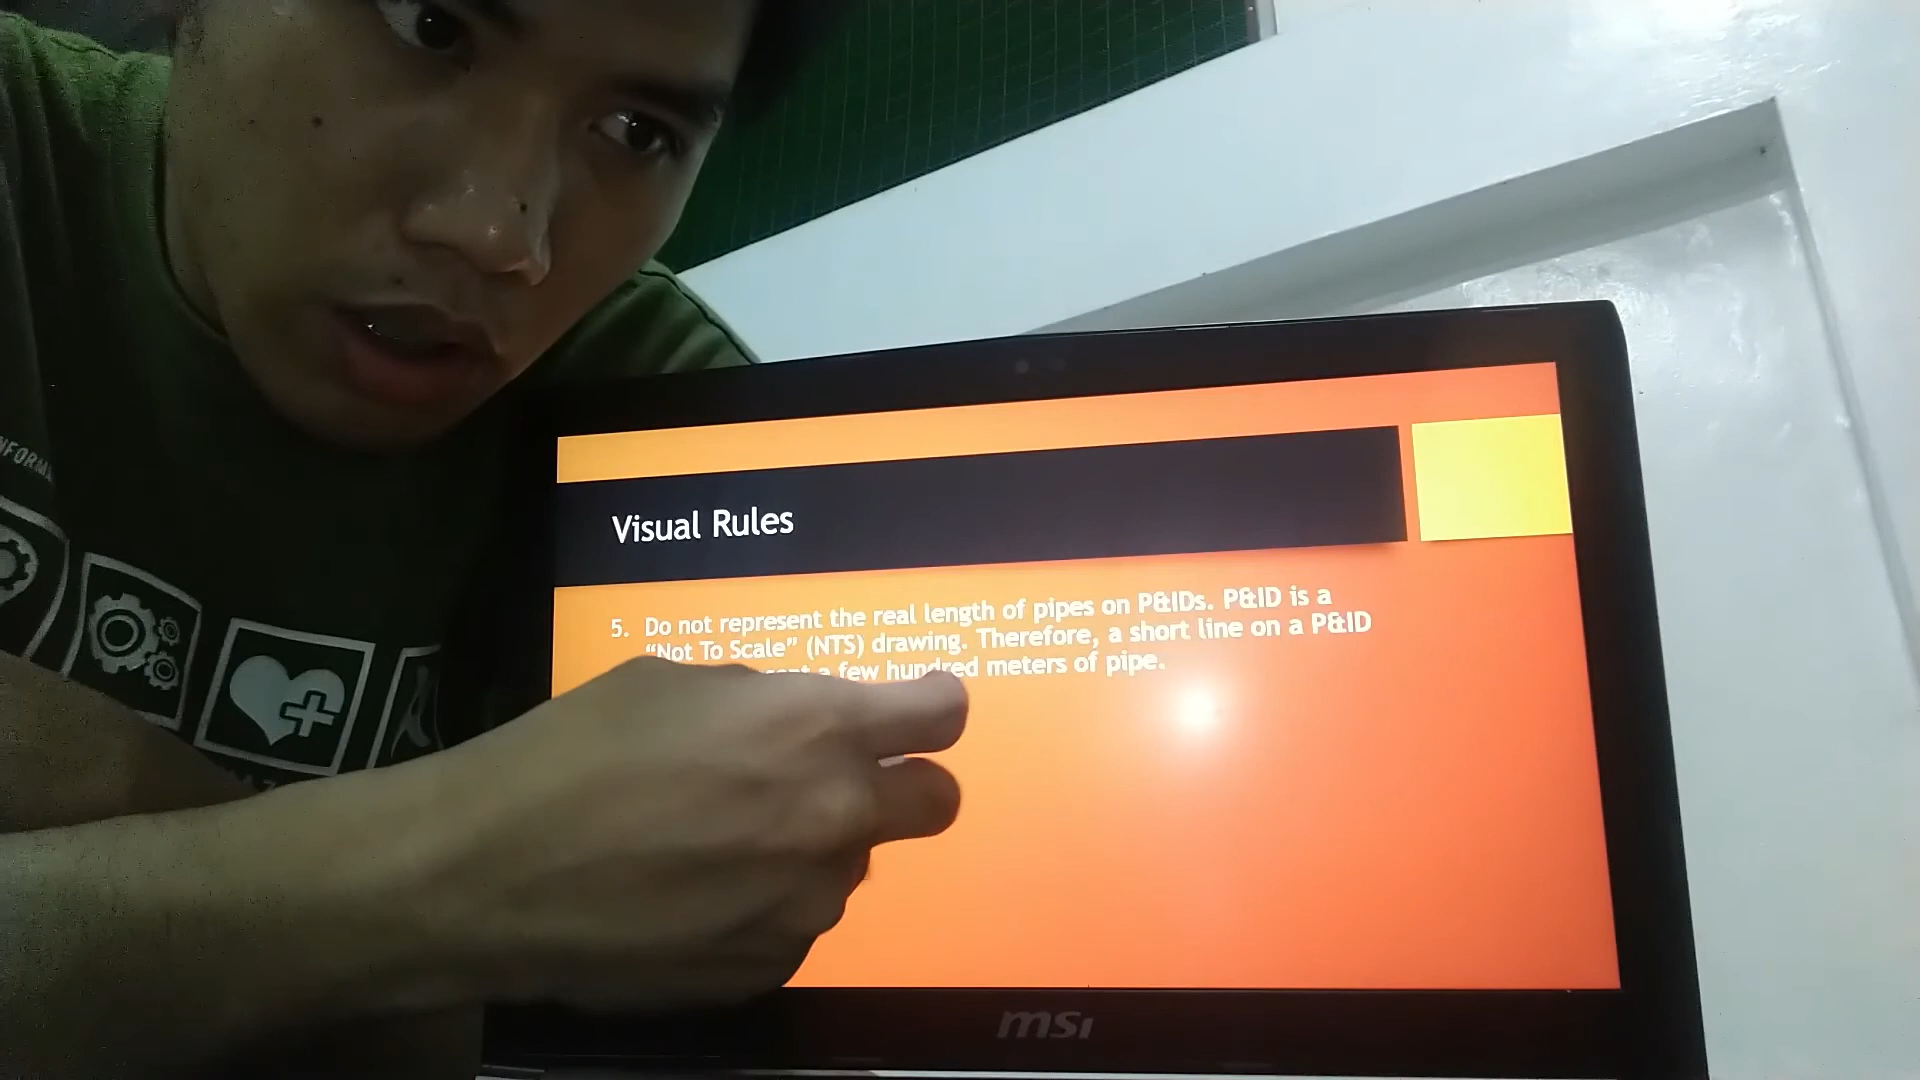 Visual Rules
5. Do not represent the real length of pipes on P&IDs. P&ID is a
“Not To Scale” (NTS) drawing. Therefore, a short line on a P&ID
a few hundred meters of pipe.
msi